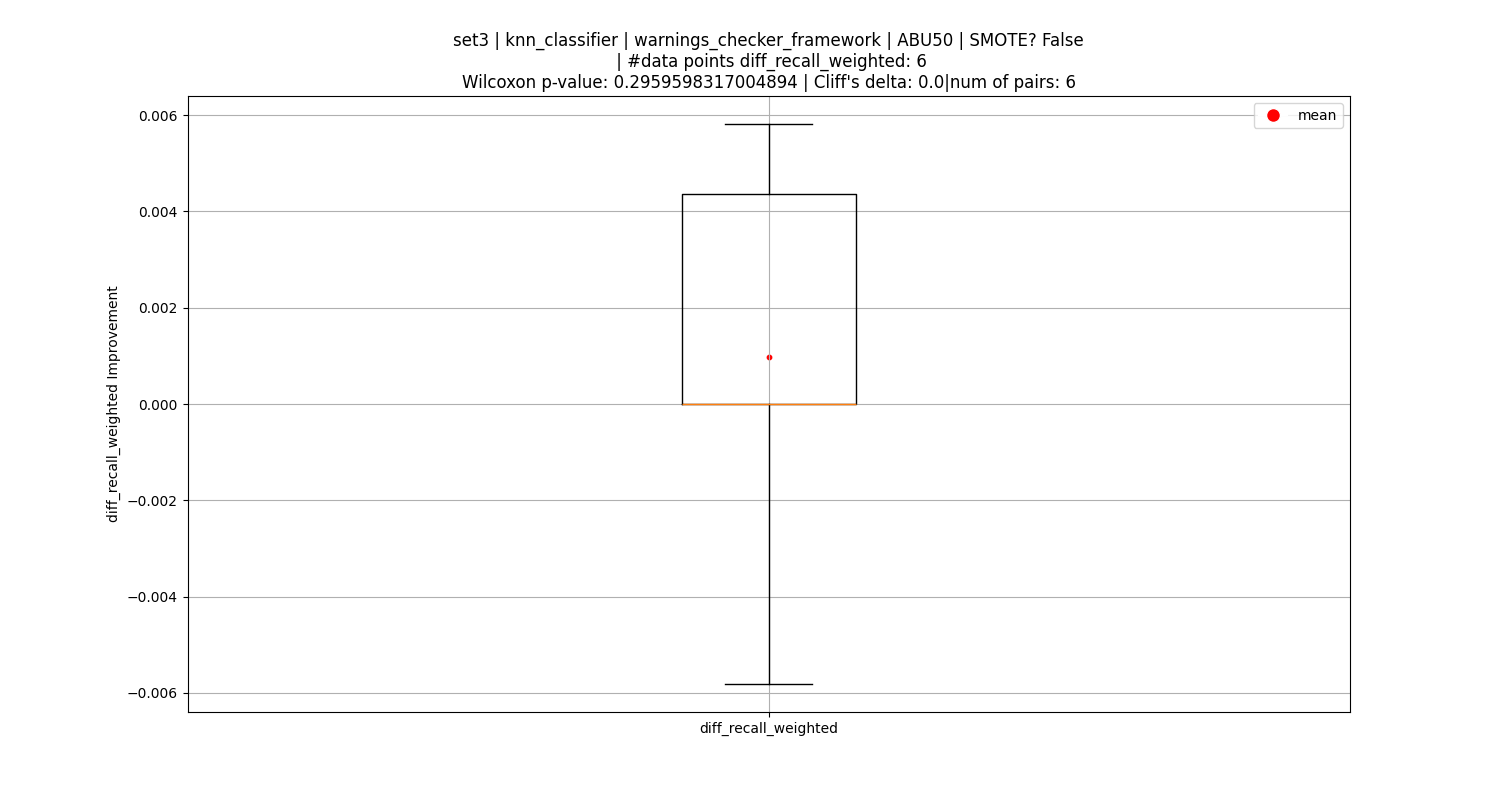 set3 | knn_classifier | warnings_checker_framework | ABU50 | SMOTE? False
| #data points diff_recall_weighted: 6
Wilcoxon p-value: 0.2959598317004894 | Cliff's delta: 0.0|num of pairs: 6
mean
0.006
0.004
0.002
0.000
−0.002
−0.004
−0.006
diff_recall_weighted Improvement
diff_recall_weighted